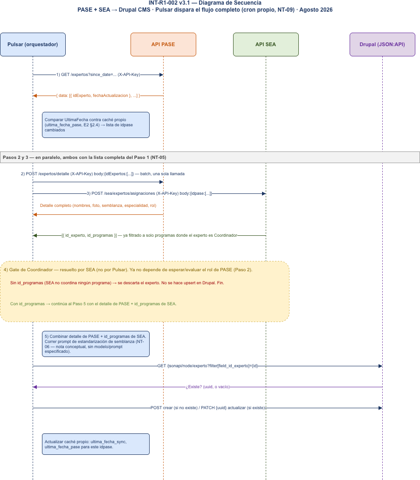 INT-R1-002 v3.1 — Diagrama de Secuencia
PASE + SEA → Drupal CMS · Pulsar dispara el flujo completo (cron propio, NT-09) · Agosto 2026
Pulsar (orquestador)
API PASE
API SEA
Drupal (JSON:API)
1) GET /expertos?since_date=... (X-API-Key)
{ data: [{ idExperto, fechaActualizacion }, ...] }
Comparar UltimaFecha contra caché propio
(ultima_fecha_pase, E2 §2.4) → lista de idpase
cambiados
Pasos 2 y 3 — en paralelo, ambos con la lista completa del Paso 1 (NT-05)
2) POST /expertos/detalle (X-API-Key) body:{idExpertos:[...]} — batch, una sola llamada
3) POST /sea/expertos/asignaciones (X-API-Key) body:{idpase:[...]}
Detalle completo (nombres, foto, semblanza, especialidad, rol)
[{ id_experto, id_programas }] — ya filtrado a solo programas donde el experto es Coordinador
4) Gate de Coordinador — resuelto por SEA (no por Pulsar). Ya no depende de esperar/evaluar el rol de PASE (Paso 2).
Sin id_programas (SEA no coordina ningún programa) → se descarta el experto. No se hace upsert en Drupal. Fin.
Con id_programas → continúa al Paso 5 con el detalle de PASE + id_programas de SEA.
5) Combinar detalle de PASE + id_programas de SEA.
Correr prompt de estandarización de semblanza (NT-
06 — nota conceptual, sin modelo/prompt
especificado).
GET /jsonapi/node/experto?filter[field_id_experto]={id}
¿Existe? (uuid, o vacío)
POST crear (si no existe) / PATCH {uuid} actualizar (si existe)
Actualizar caché propio: ultima_fecha_sync,
ultima_fecha_pase para este idpase.